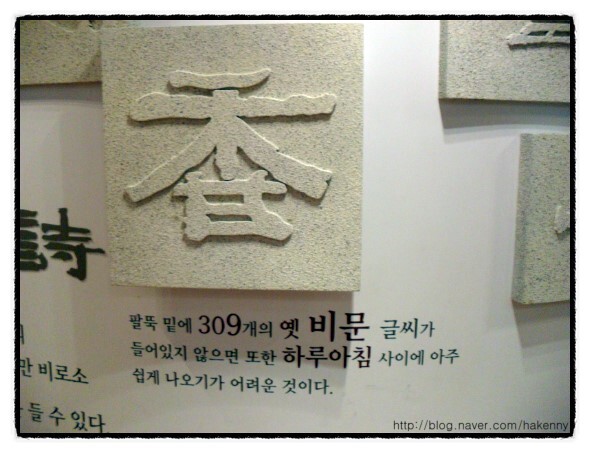 香
詩
팔뚝 밑에 309개의 옛 비문 글씨가
들어있지 않으면 또한 하루아침 사이에 아주
쉽게 나오기가 어려운 것이다.
만 비로소
들 수 있다.
http://blog.naver.com/hakenny